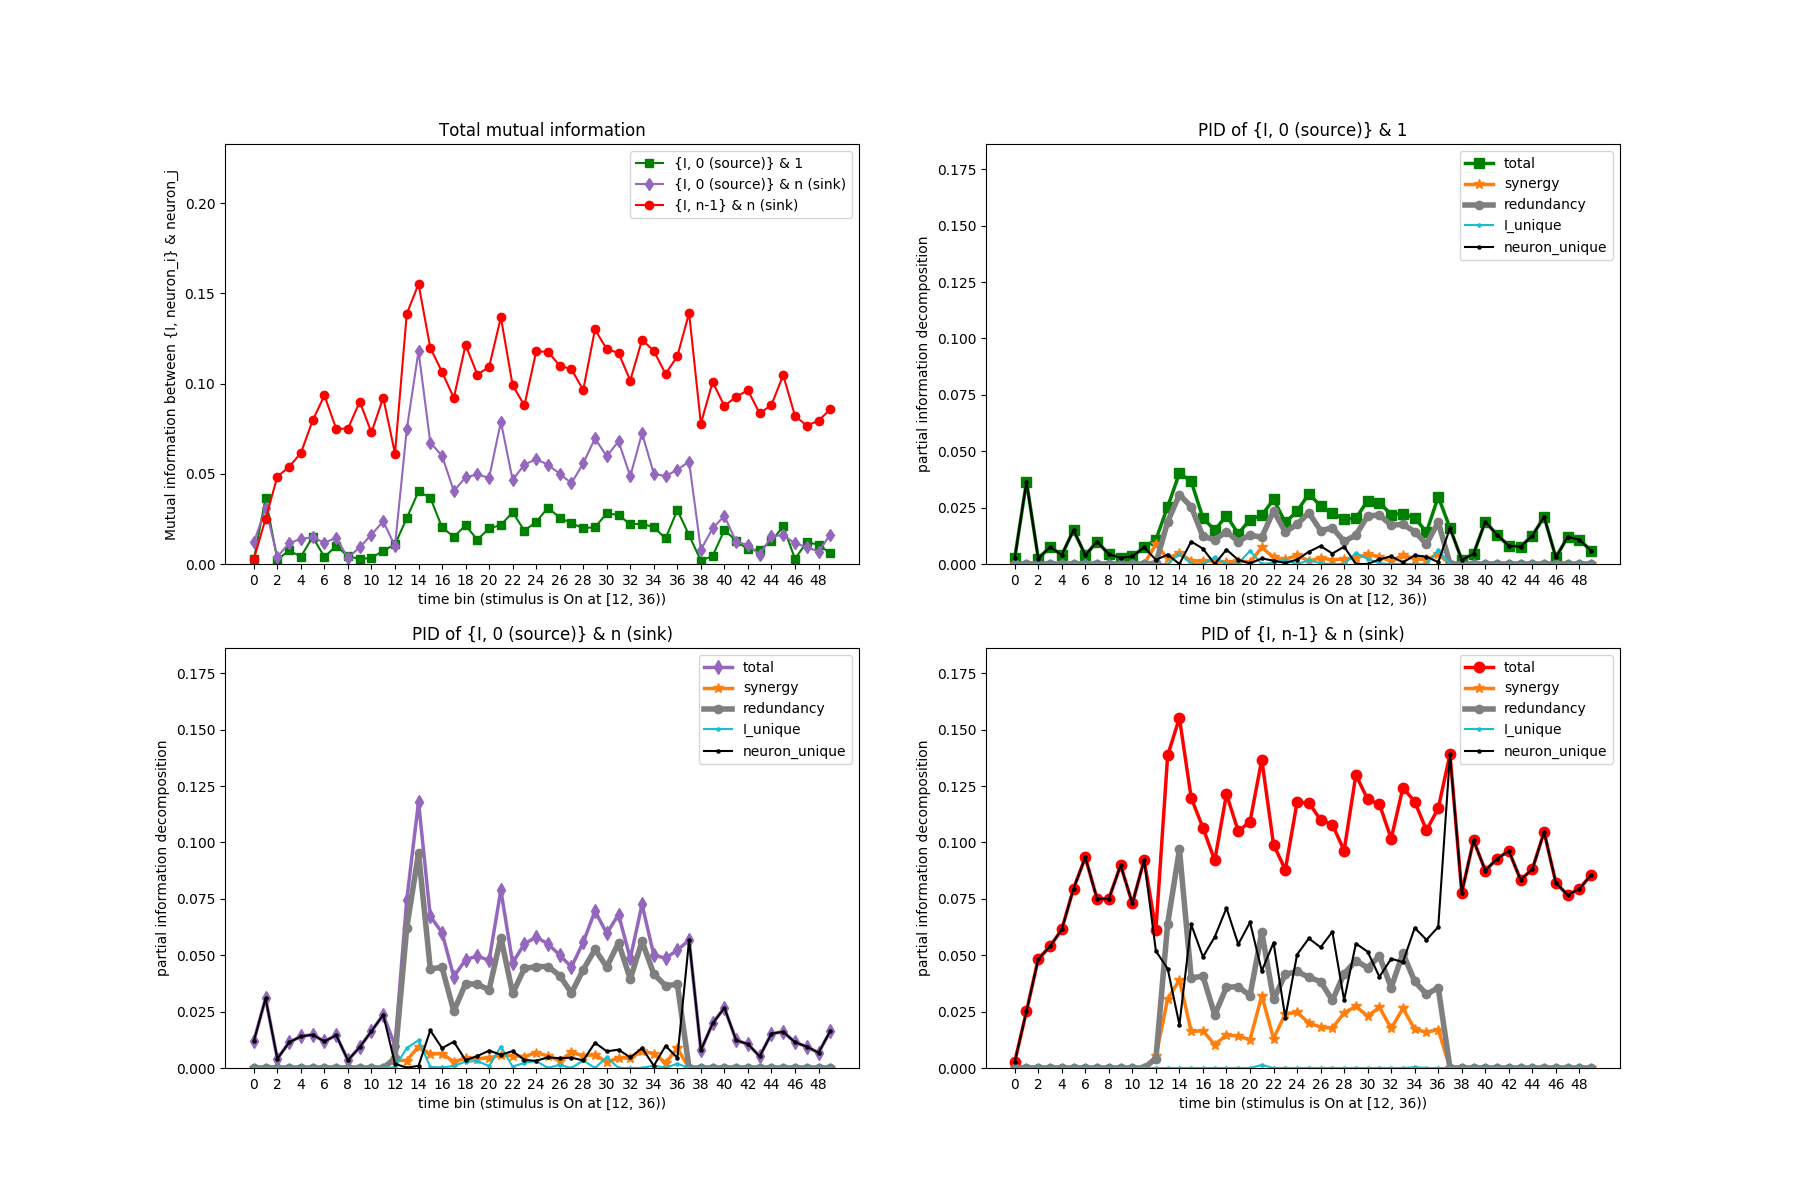 Total mutual information
Mutual information between {I, neuron_i} & neuron_j
0.20
0.15
0.10
0.05
0.00
{I, 0 (source)} & 1
{I, 0 (source)} & n (sink)
{I, n-1} & n (sink)
0 2 4 6 8 10 12 14 16 18 20 22 24 26 28 30 32 34 36 38 40 42 44 46 48
time bin (stimulus is On at [12, 36))
PID of {I, 0 (source)} & 1
partial information decomposition
0.175
0.150
0.125
0.100
0.075
0.050
0.025
0.000
total
synergy
redundancy
I_unique
neuron_unique
0 2 4 6 8 10 12 14 16 18 20 22 24 26 28 30 32 34 36 38 40 42 44 46 48
time bin (stimulus is On at [12, 36))
PID of {I, 0 (source)} & n (sink)
partial information decomposition
0.175
0.150
0.125
0.100
0.075
0.050
0.025
0.000
total
synergy
redundancy
I_unique
neuron_unique
0 2 4 6 8 10 12 14 16 18 20 22 24 26 28 30 32 34 36 38 40 42 44 46 48
time bin (stimulus is On at [12, 36))
PID of {I, n-1} & n (sink)
partial information decomposition
0.175
0.150
0.125
0.100
0.075
0.050
0.025
0.000
total
synergy
redundancy
I_unique
neuron_unique
0 2 4 6 8 10 12 14 16 18 20 22 24 26 28 30 32 34 36 38 40 42 44 46 48
time bin (stimulus is On at [12, 36))